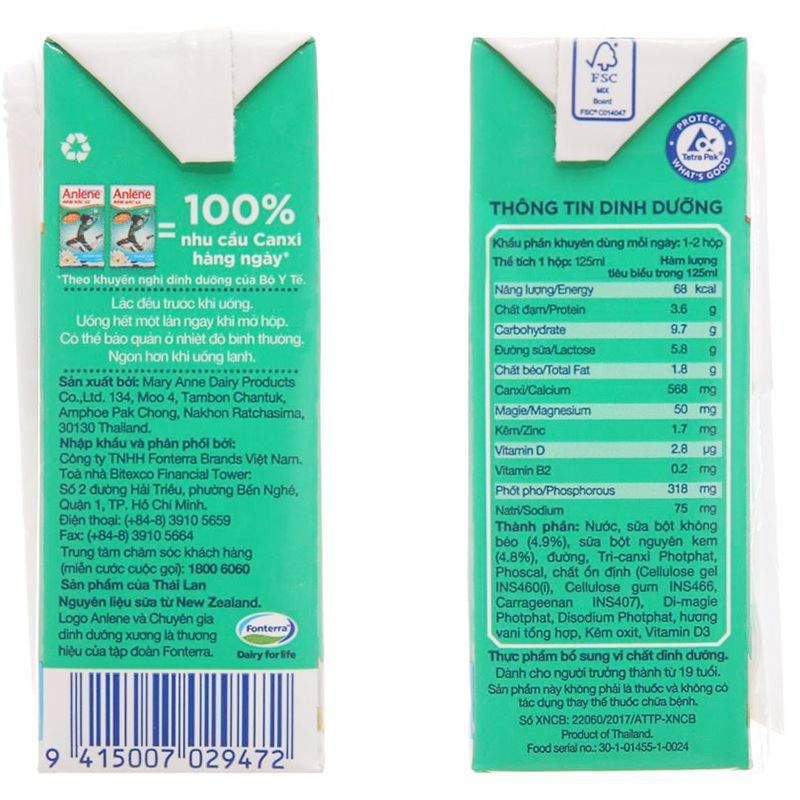 Anlene
Anlene
= 100%
nhu cầu Canxi
hàng ngày*
*Theo khuyến nghị dinh dưỡng của Bộ Y Tế.
Lắc đều trước khi uống.
Uống hết một lần ngay khi mở hộp.
Có thể bảo quản ở nhiệt độ bình thường.
Ngon hơn khi uống lạnh.
Sản xuất bởi: Mary Anne Dairy Products
Co.,Ltd. 134, Moo 4, Tambon Chantuk,
Amphoe Pak Chong, Nakhon Ratchasima,
30130 Thailand.
Nhập khẩu và phân phối bởi:
Công ty TNHH Fonterra Brands Việt Nam.
Toà nhà Bitexco Financial Tower:
Số 2 đường Hải Triều, phường Bến Nghé,
Quận 1, TP. Hồ Chí Minh.
Điện thoại: (+84-8) 3910 5659
Fax: (+84-8) 3910 5664
Trung tâm chăm sóc khách hàng
(miễn cước cuộc gọi): 1800 6060
Sản phẩm của Thái Lan
Nguyên liệu sữa từ New Zealand.
Logo Anlene và Chuyên gia
dinh dưỡng xương là thương
hiệu của tập đoàn Fonterra.
Fonterra
Dairy for life
9 415007 029472
FSC
MIX
Board
FSC® C014047
PROTECTS
Tetra Pak®
WHAT'S GOOD
THÔNG TIN DINH DƯỠNG
Khẩu phần khuyên dùng mỗi ngày: 1-2 hộp
Thể tích 1 hộp: 125ml Hàm lượng
tiêu biểu trong 125ml
Năng lượng/Energy 68 kcal
Chất đạm/Protein 3.6 g
Carbohydrate 9.7 g
Đường sữa/Lactose 5.8 g
Chất béo/Total Fat 1.8 g
Canxi/Calcium 568 mg
Magie/Magnesium 50 mg
Kẽm/Zinc 1.7 mg
Vitamin D 2.8 µg
Vitamin B2 0.2 mg
Phốt pho/Phosphorous 318 mg
Natri/Sodium 75 mg
Thành phần: Nước, sữa bột không
béo (4.9%), sữa bột nguyên kem
(4.8%), đường, Tri-canxi Photphat,
Phoscal, chất ổn định (Cellulose gel
INS460(i), Cellulose gum INS466,
Carrageenan INS407), Di-magie
Photphat, Disodium Photphat, hương
vani tổng hợp, Kẽm oxit, Vitamin D3
Thực phẩm bổ sung vi chất dinh dưỡng.
Dành cho người trưởng thành từ 19 tuổi.
Sản phẩm này không phải là thuốc và không có
tác dụng thay thế thuốc chữa bệnh.
Số XNCB: 22060/2017/ATTP-XNCB
Product of Thailand.
Food serial no.: 30-1-01455-1-0024